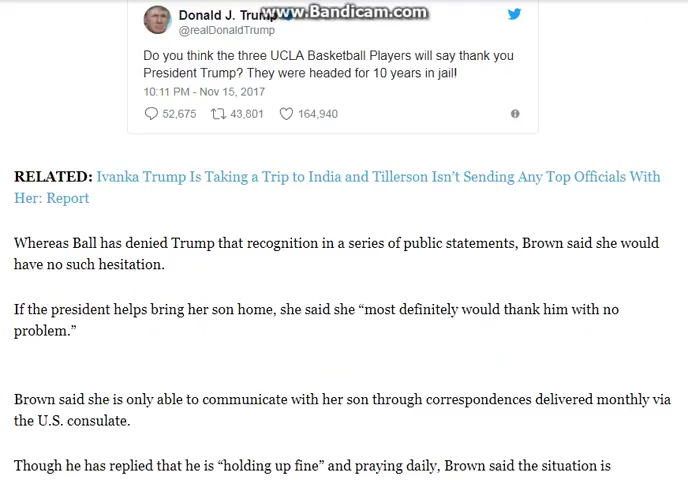 www.Bandicam.com
Donald J. Trump
@realDonaldTrump
Do you think the three UCLA Basketball Players will say thank you
President Trump? They were headed for 10 years in jail!
10:11 PM - Nov 15, 2017
52,675 43,801 164,940
RELATED: Ivanka Trump Is Taking a Trip to India and Tillerson Isn’t Sending Any Top Officials With
Her: Report
Whereas Ball has denied Trump that recognition in a series of public statements, Brown said she would
have no such hesitation.
If the president helps bring her son home, she said she “most definitely would thank him with no
problem.”
Brown said she is only able to communicate with her son through correspondences delivered monthly via
the U.S. consulate.
Though he has replied that he is “holding up fine” and praying daily, Brown said the situation is